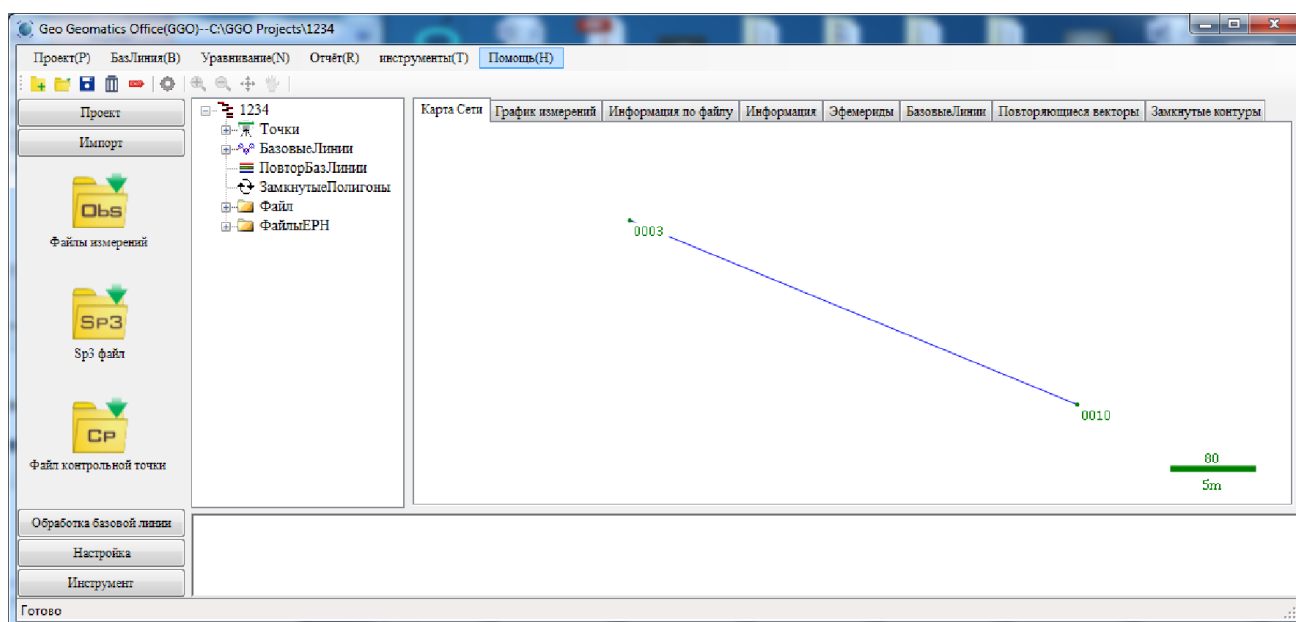 Geo Geomatics Office(GGO)--C:\GGO Projects\1234
Проект(P) БазЛиния(B) Уравнивание(N) Отчёт(R) инструменты(T) Помощь(H)
Проект
Импорт
Obs
Файлы измерений
SP3
Sp3 файл
CP
Файл контрольной точки
Обработка базовой линии
Настройка
Инструмент
1234
Точки
БазовыеЛинии
ПовторБазЛинии
ЗамкнутыеПолигоны
Файл
ФайлыEPH
Карта Сети График измерений Информация по файлу Информация Эфемериды БазовыеЛинии Повторяющиеся векторы Замкнутые контуры
0003
0010
80
5m
Готово